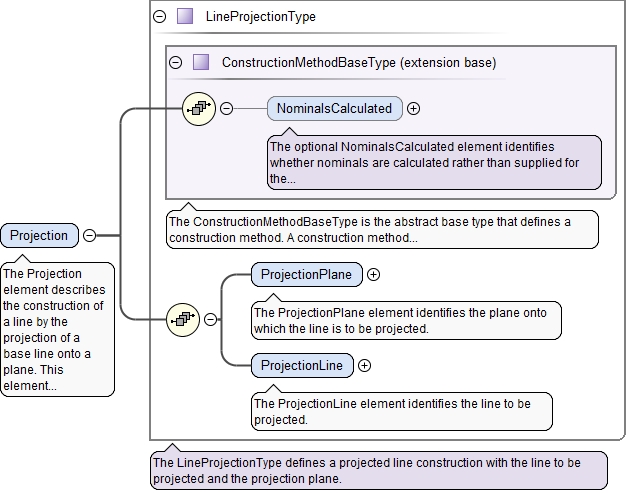 LineProjectionType
ConstructionMethodBaseType (extension base)
NominalsCalculated
The optional NominalsCalculated element identifies
whether nominals are calculated rather than supplied for
the...
The ConstructionMethodBaseType is the abstract base type that defines a
construction method. A construction method...
Projection
The Projection
element describes
the construction of
a line by the
projection of a
base line onto a
plane. This
element...
ProjectionPlane
The ProjectionPlane element identifies the plane onto
which the line is to be projected.
ProjectionLine
The ProjectionLine element identifies the line to be
projected.
The LineProjectionType defines a projected line construction with the line to be
projected and the projection plane.